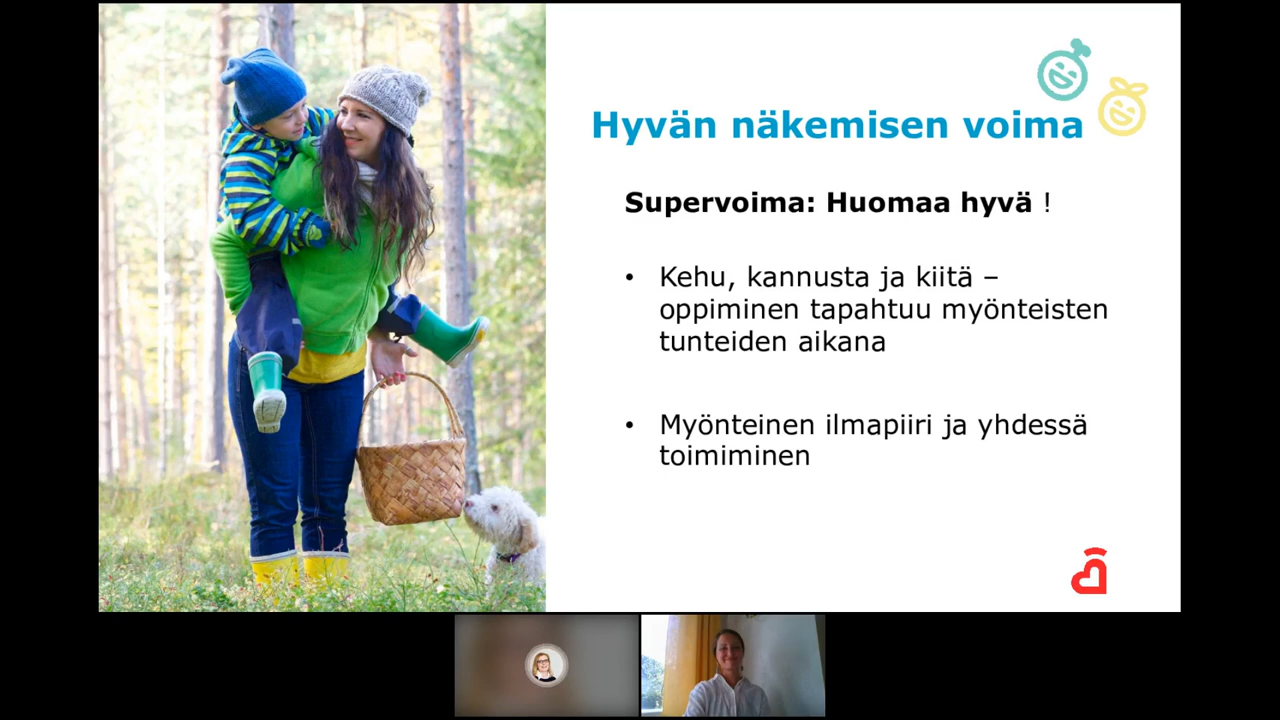 Hyvän näkemisen voima
Supervoima: Huomaa hyvä !
• Kehu, kannusta ja kiitä –
oppiminen tapahtuu myönteisten
tunteiden aikana
• Myönteinen ilmapiiri ja yhdessä
toimiminen